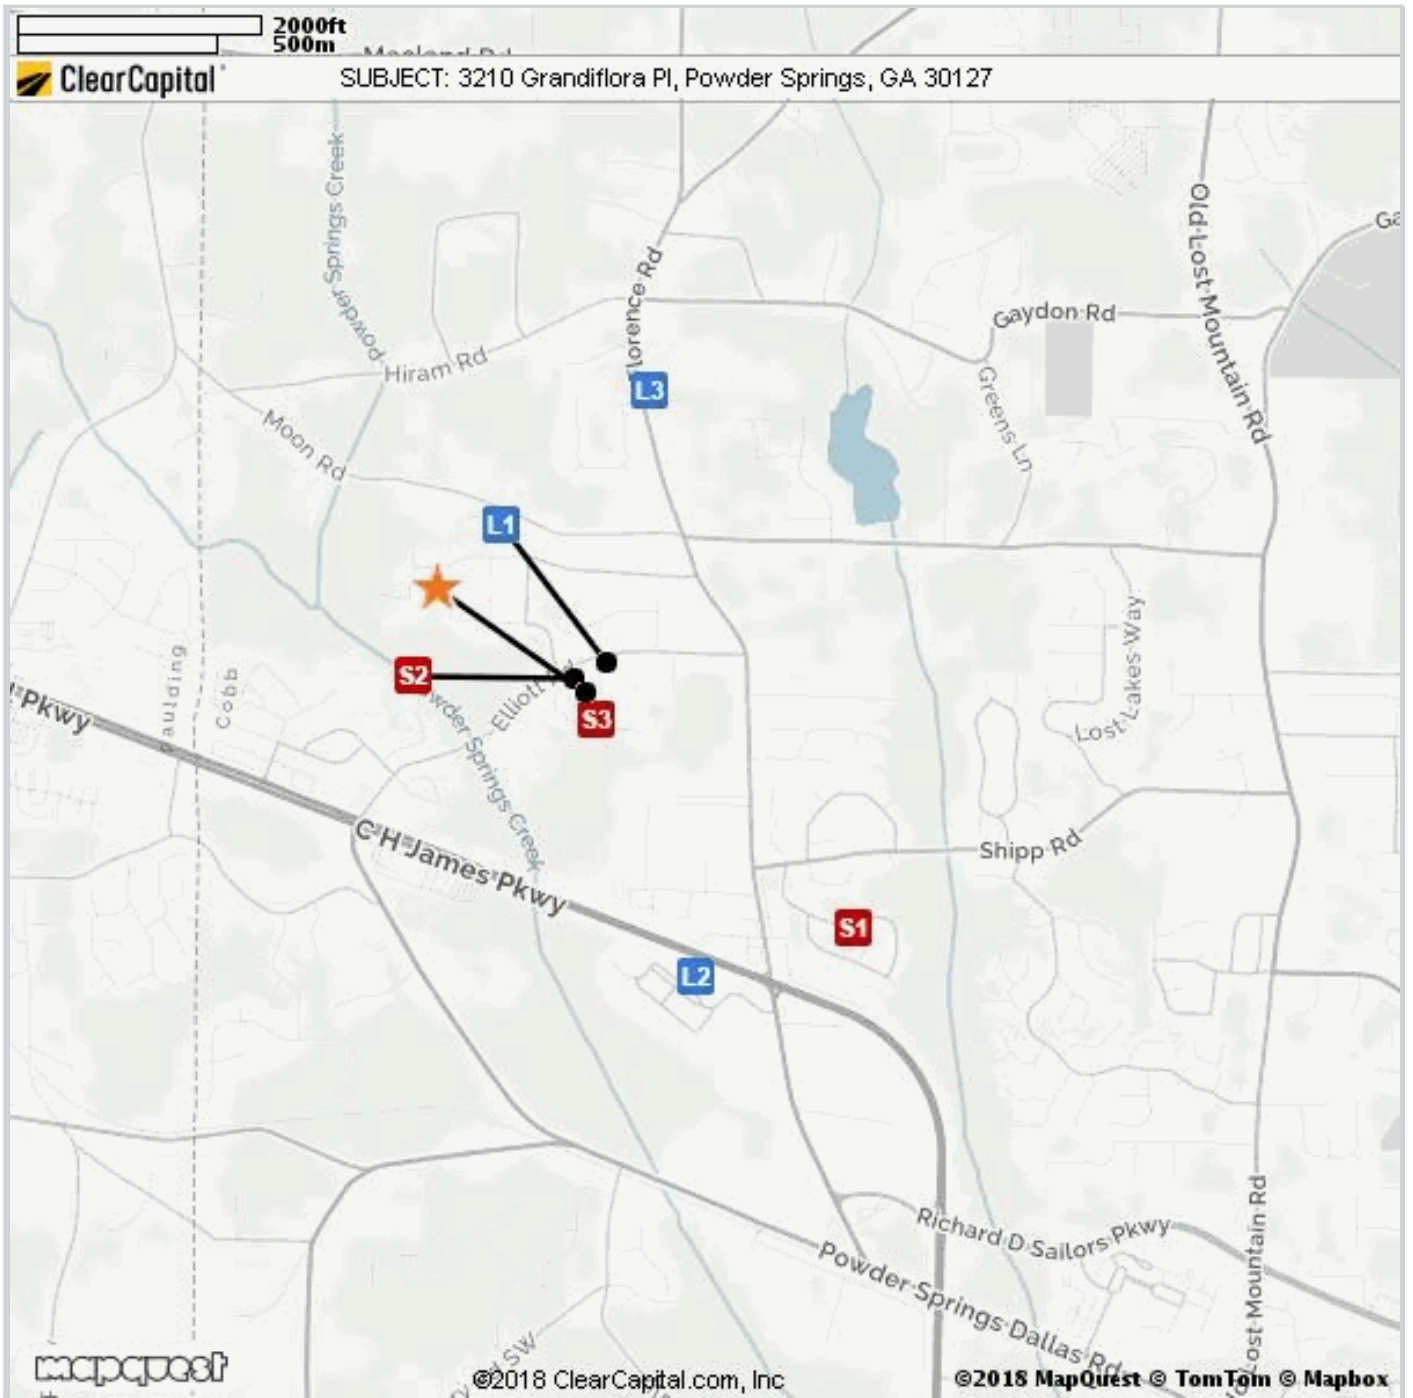 2000ft
500m
ClearCapital
SUBJECT: 3210 Grandiflora Pl, Powder Springs, GA 30127
Powder Springs Creek
Old Lost Mountain Rd
Gaydon Rd
Hiram Rd
L3
Greens Ln
Moon Rd
L1
Lost Lakes Way
S2
Paulding
Cobb
Elliott
S3
Pkwy
Springs Creek
C H James Pkwy
Shipp Rd
S1
L2
Richard D Sailors Pkwy
Powder Springs Dallas Rd
Lost Mountain Rd
SW
mapquest
©2018 ClearCapital.com, Inc
©2018 MapQuest © TomTom © Mapbox